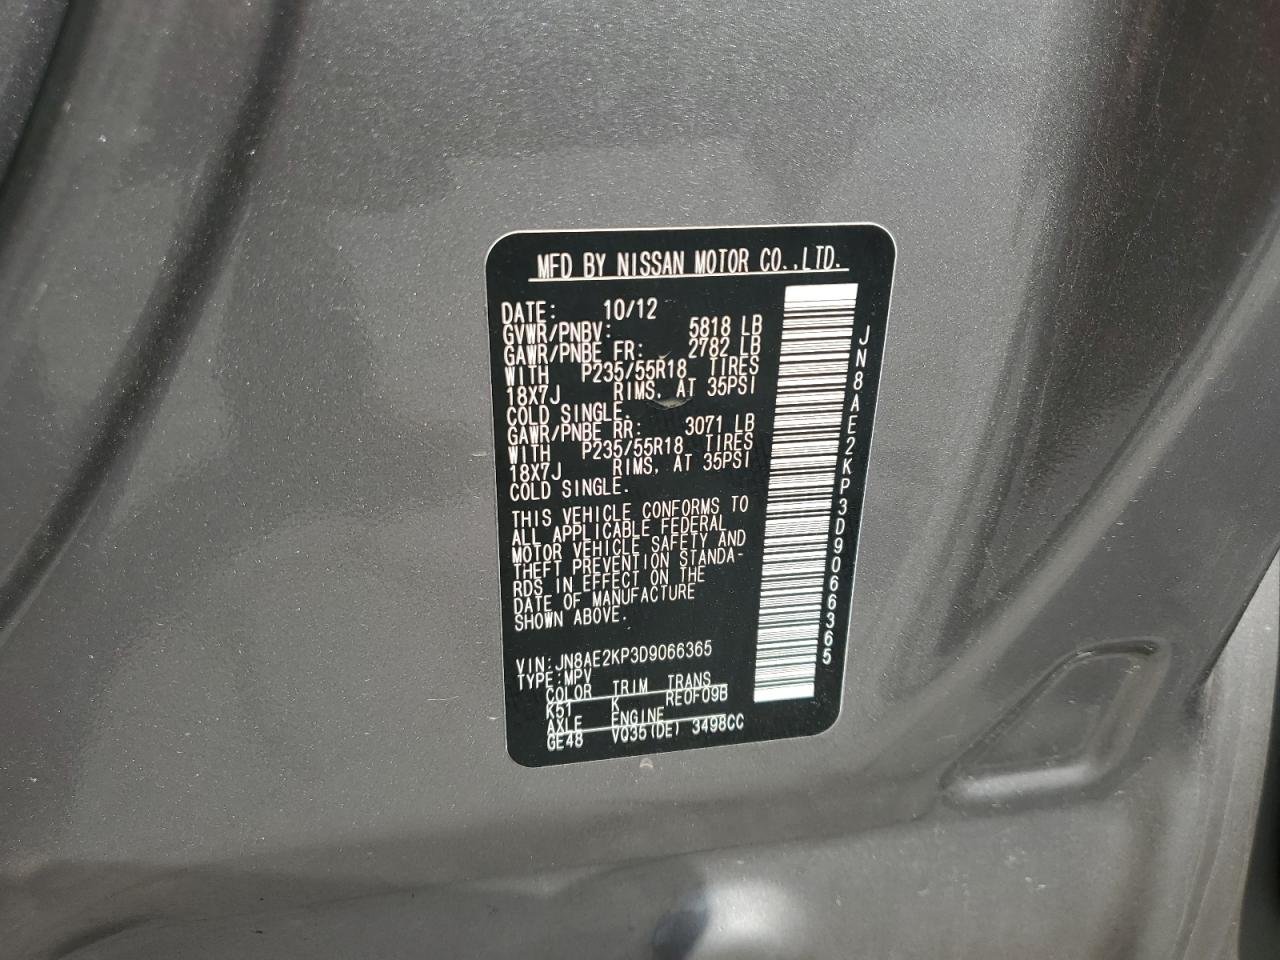 MFD BY NISSAN MOTOR CO.,LTD.
DATE: 10/12
GVWR/PNBV: 5818 LB
GAWR/PNBE FR: 2782 LB
WITH P235/55R18 TIRES
18X7J RIMS, AT 35PSI
COLD SINGLE.
GAWR/PNBE RR: 3071 LB
WITH P235/55R18 TIRES
18X7J RIMS, AT 35PSI
COLD SINGLE.
THIS VEHICLE CONFORMS TO
ALL APPLICABLE FEDERAL
MOTOR VEHICLE SAFETY AND
THEFT PREVENTION STANDA-
RDS IN EFFECT ON THE
DATE OF MANUFACTURE
SHOWN ABOVE.
VIN:JN8AE2KP3D9066365
TYPE:MPV
COLOR TRIM TRANS
K51 K RE0F09B
AXLE ENGINE
GE48 VQ35(DE) 3498CC
JN8AE2KP3D9066365